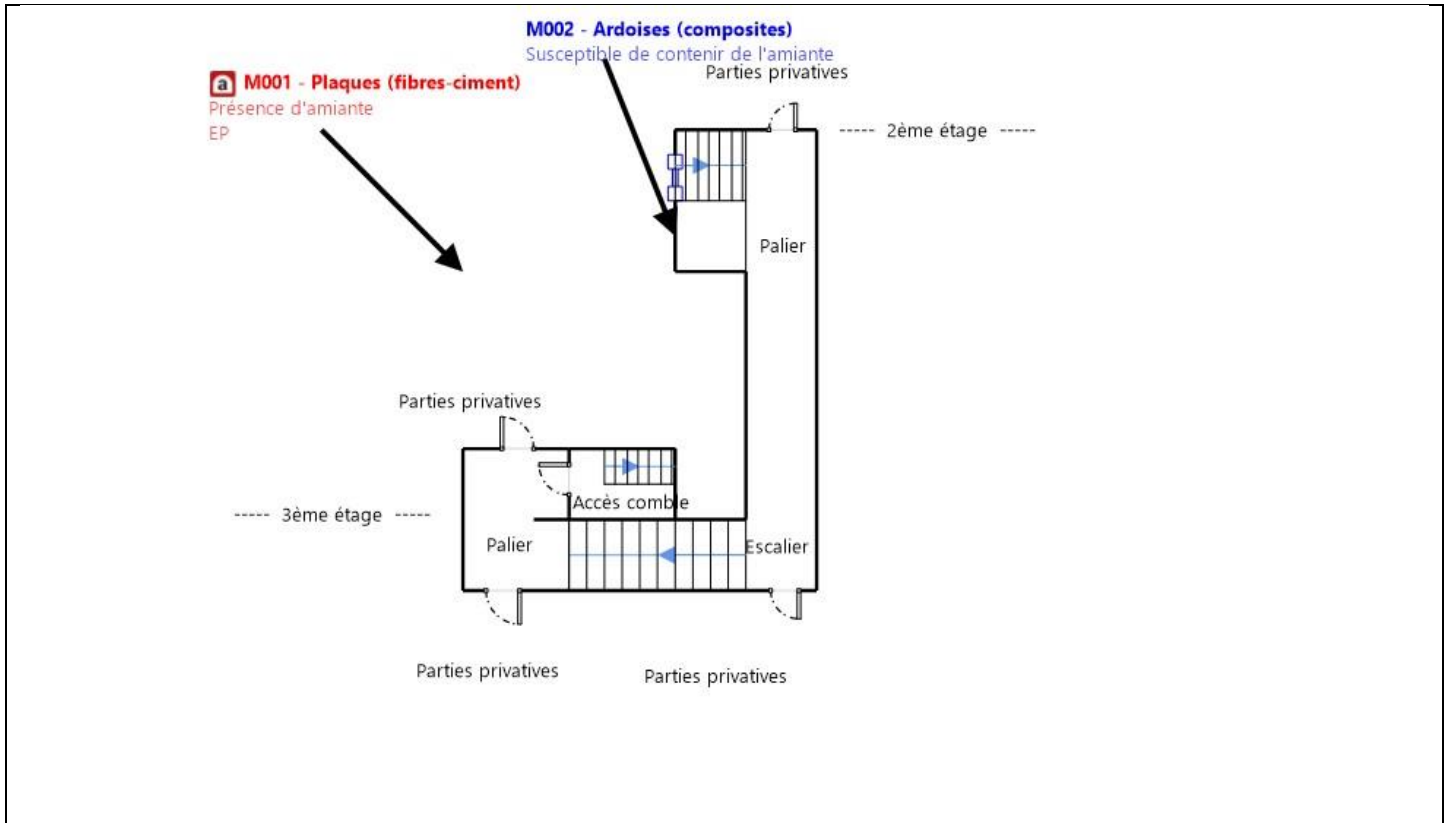 M002 - Ardoises (composites)
Susceptible de contenir de l'amiante
Parties privatives
a M001 - Plaques (fibres-ciment)
Présence d'amiante
EP
----- 2ème étage -----
Palier
Parties privatives
Accès comble
----- 3ème étage -----
Palier
Escalier
Parties privatives
Parties privatives